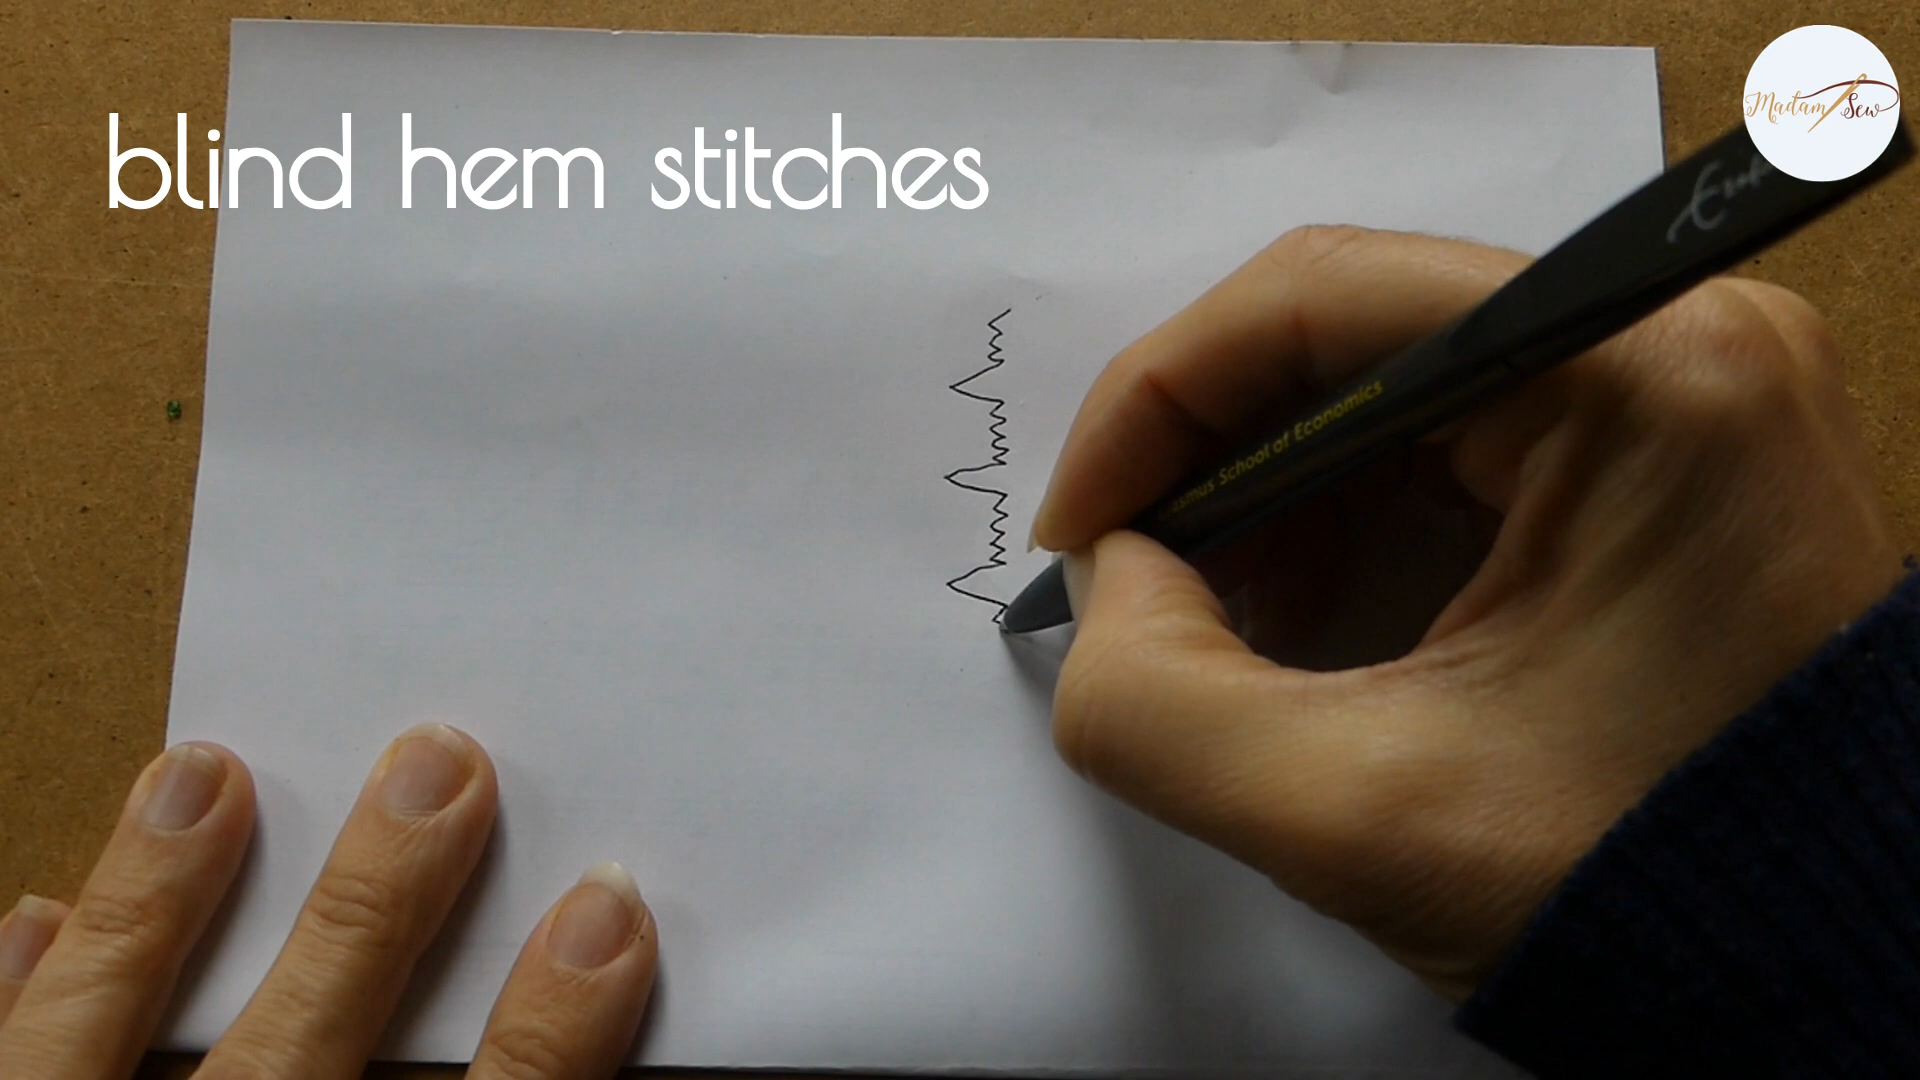 blind hem stitches
Madam Sew
School of Economics